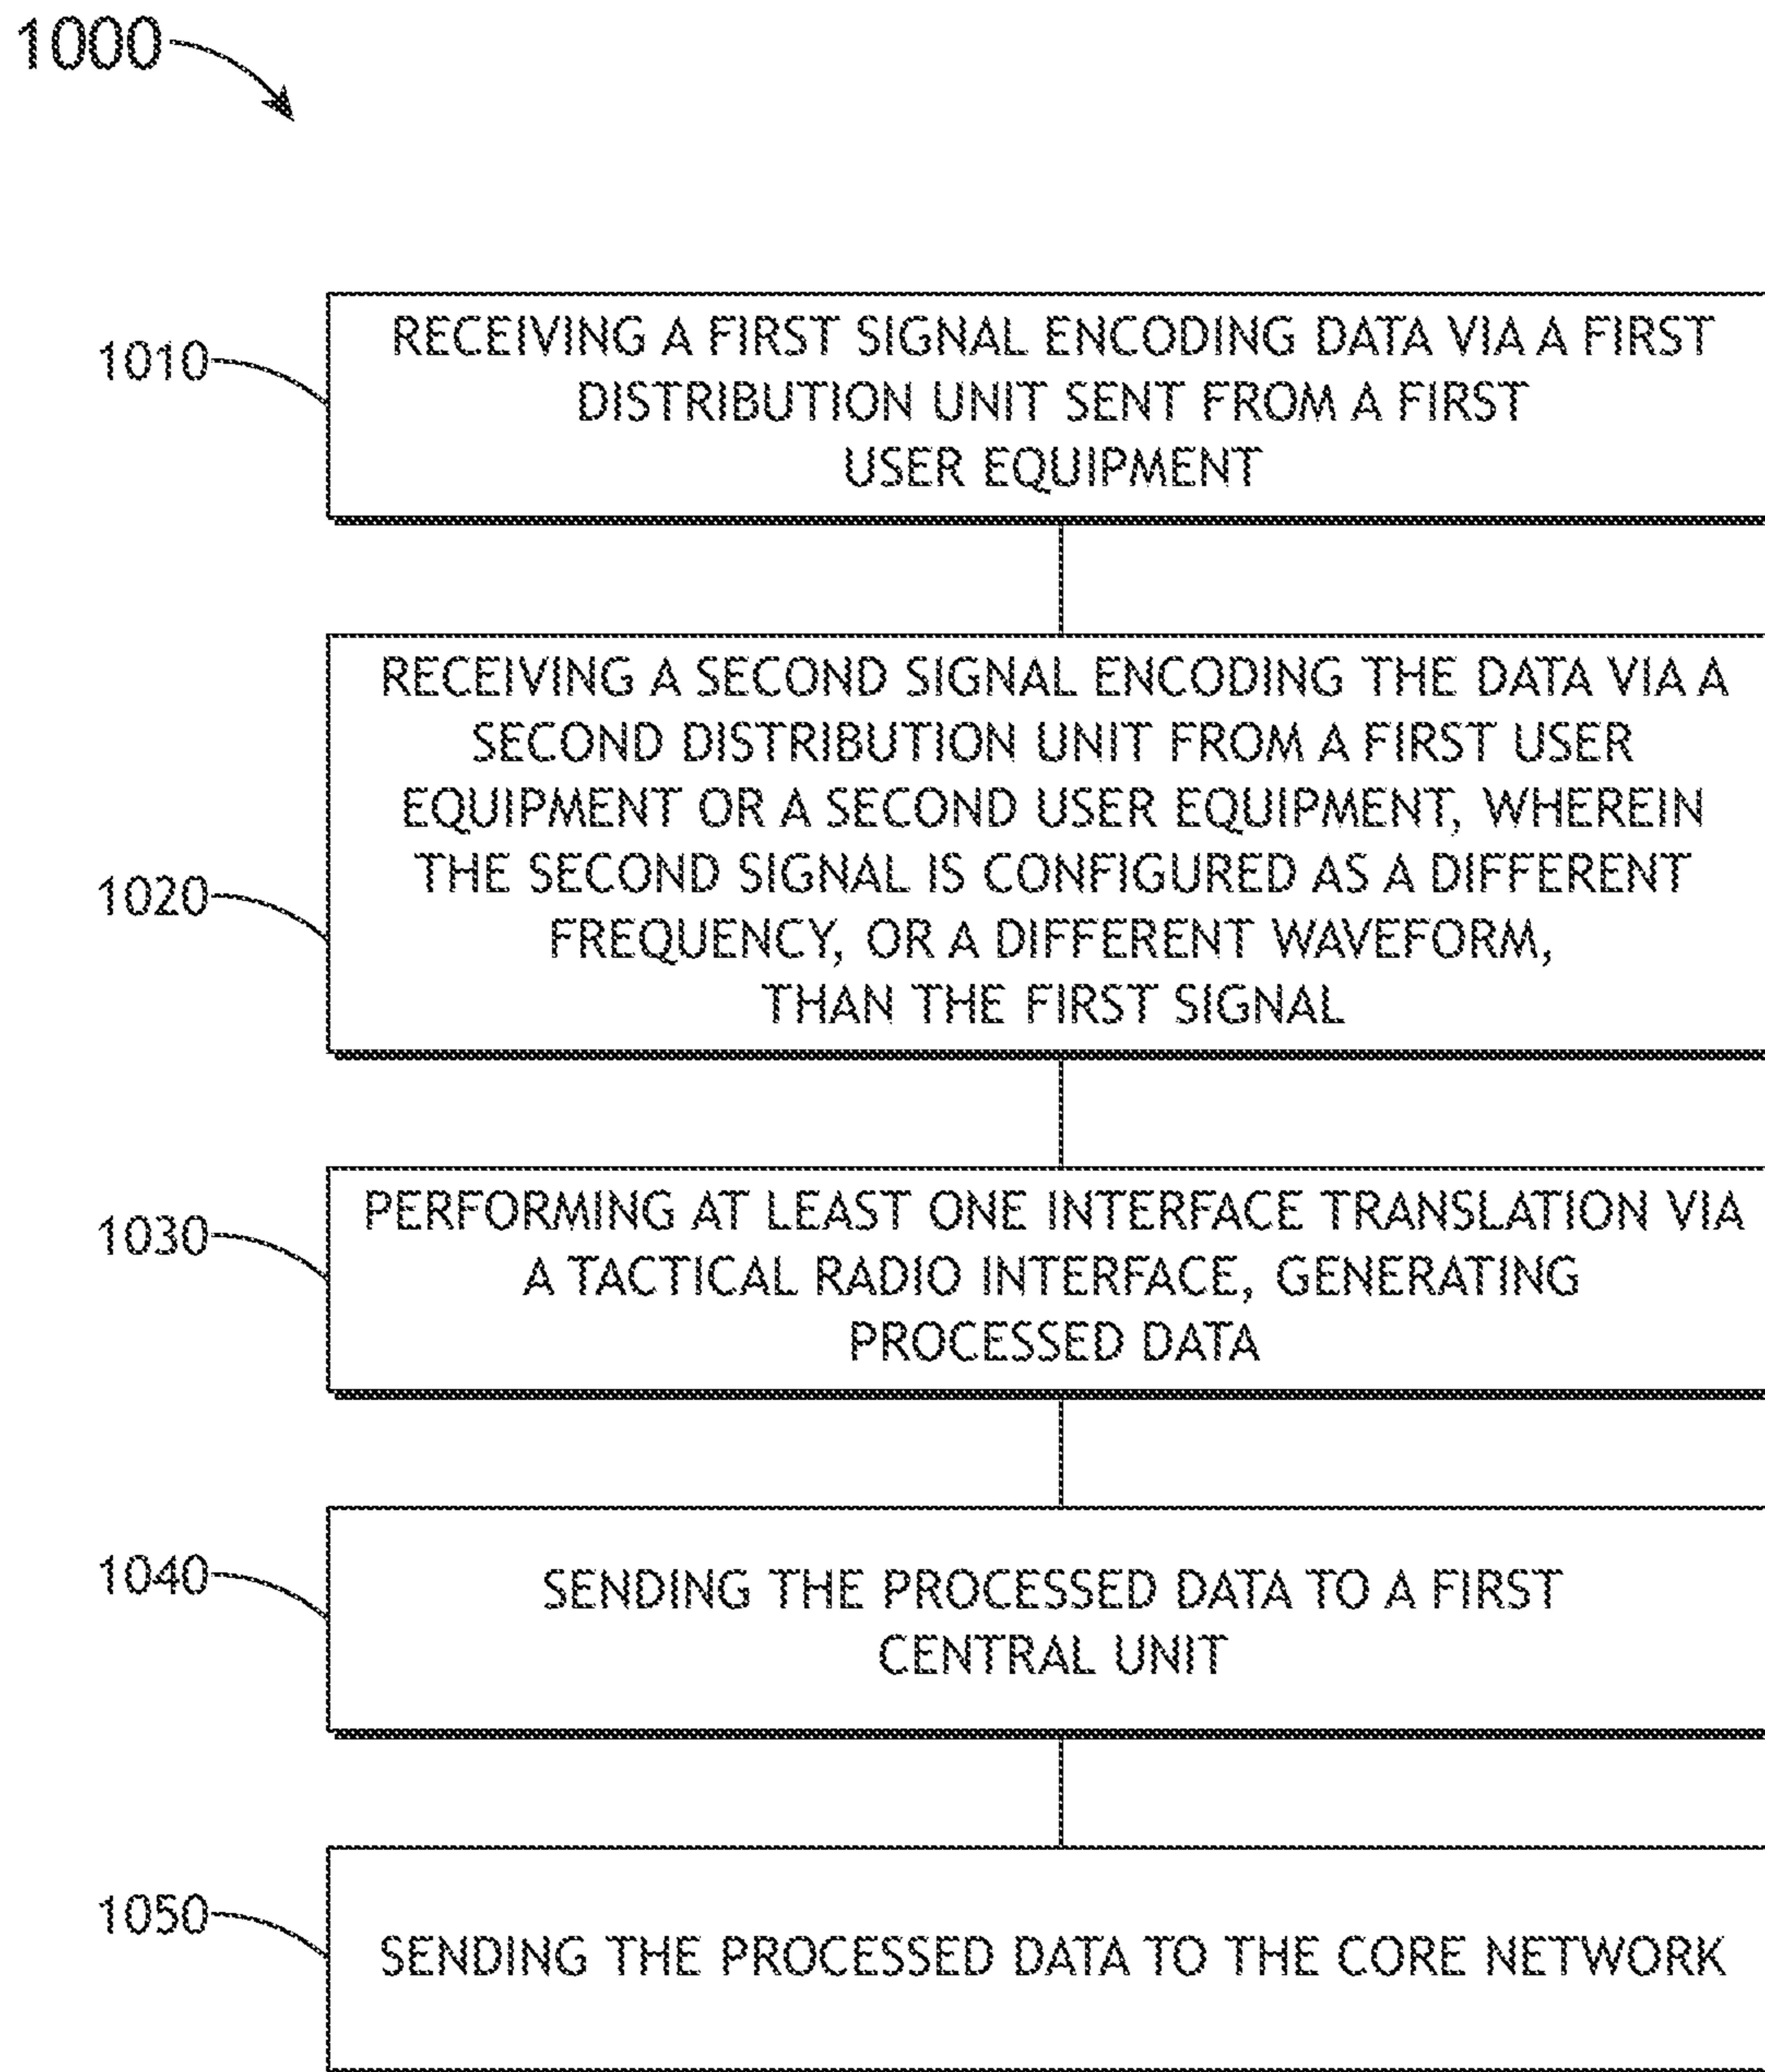 1000
1010
RECEIVING A FIRST SIGNAL ENCODING DATA VIA A FIRST
DISTRIBUTION UNIT SENT FROM A FIRST
USER EQUIPMENT
1020
RECEIVING A SECOND SIGNAL ENCODING THE DATA VIA A
SECOND DISTRIBUTION UNIT FROM A FIRST USER
EQUIPMENT OR A SECOND USER EQUIPMENT, WHEREIN
THE SECOND SIGNAL IS CONFIGURED AS A DIFFERENT
FREQUENCY, OR A DIFFERENT WAVEFORM,
THAN THE FIRST SIGNAL
1030
PERFORMING AT LEAST ONE INTERFACE TRANSLATION VIA
A TACTICAL RADIO INTERFACE, GENERATING
PROCESSED DATA
1040
SENDING THE PROCESSED DATA TO A FIRST
CENTRAL UNIT
1050
SENDING THE PROCESSED DATA TO THE CORE NETWORK